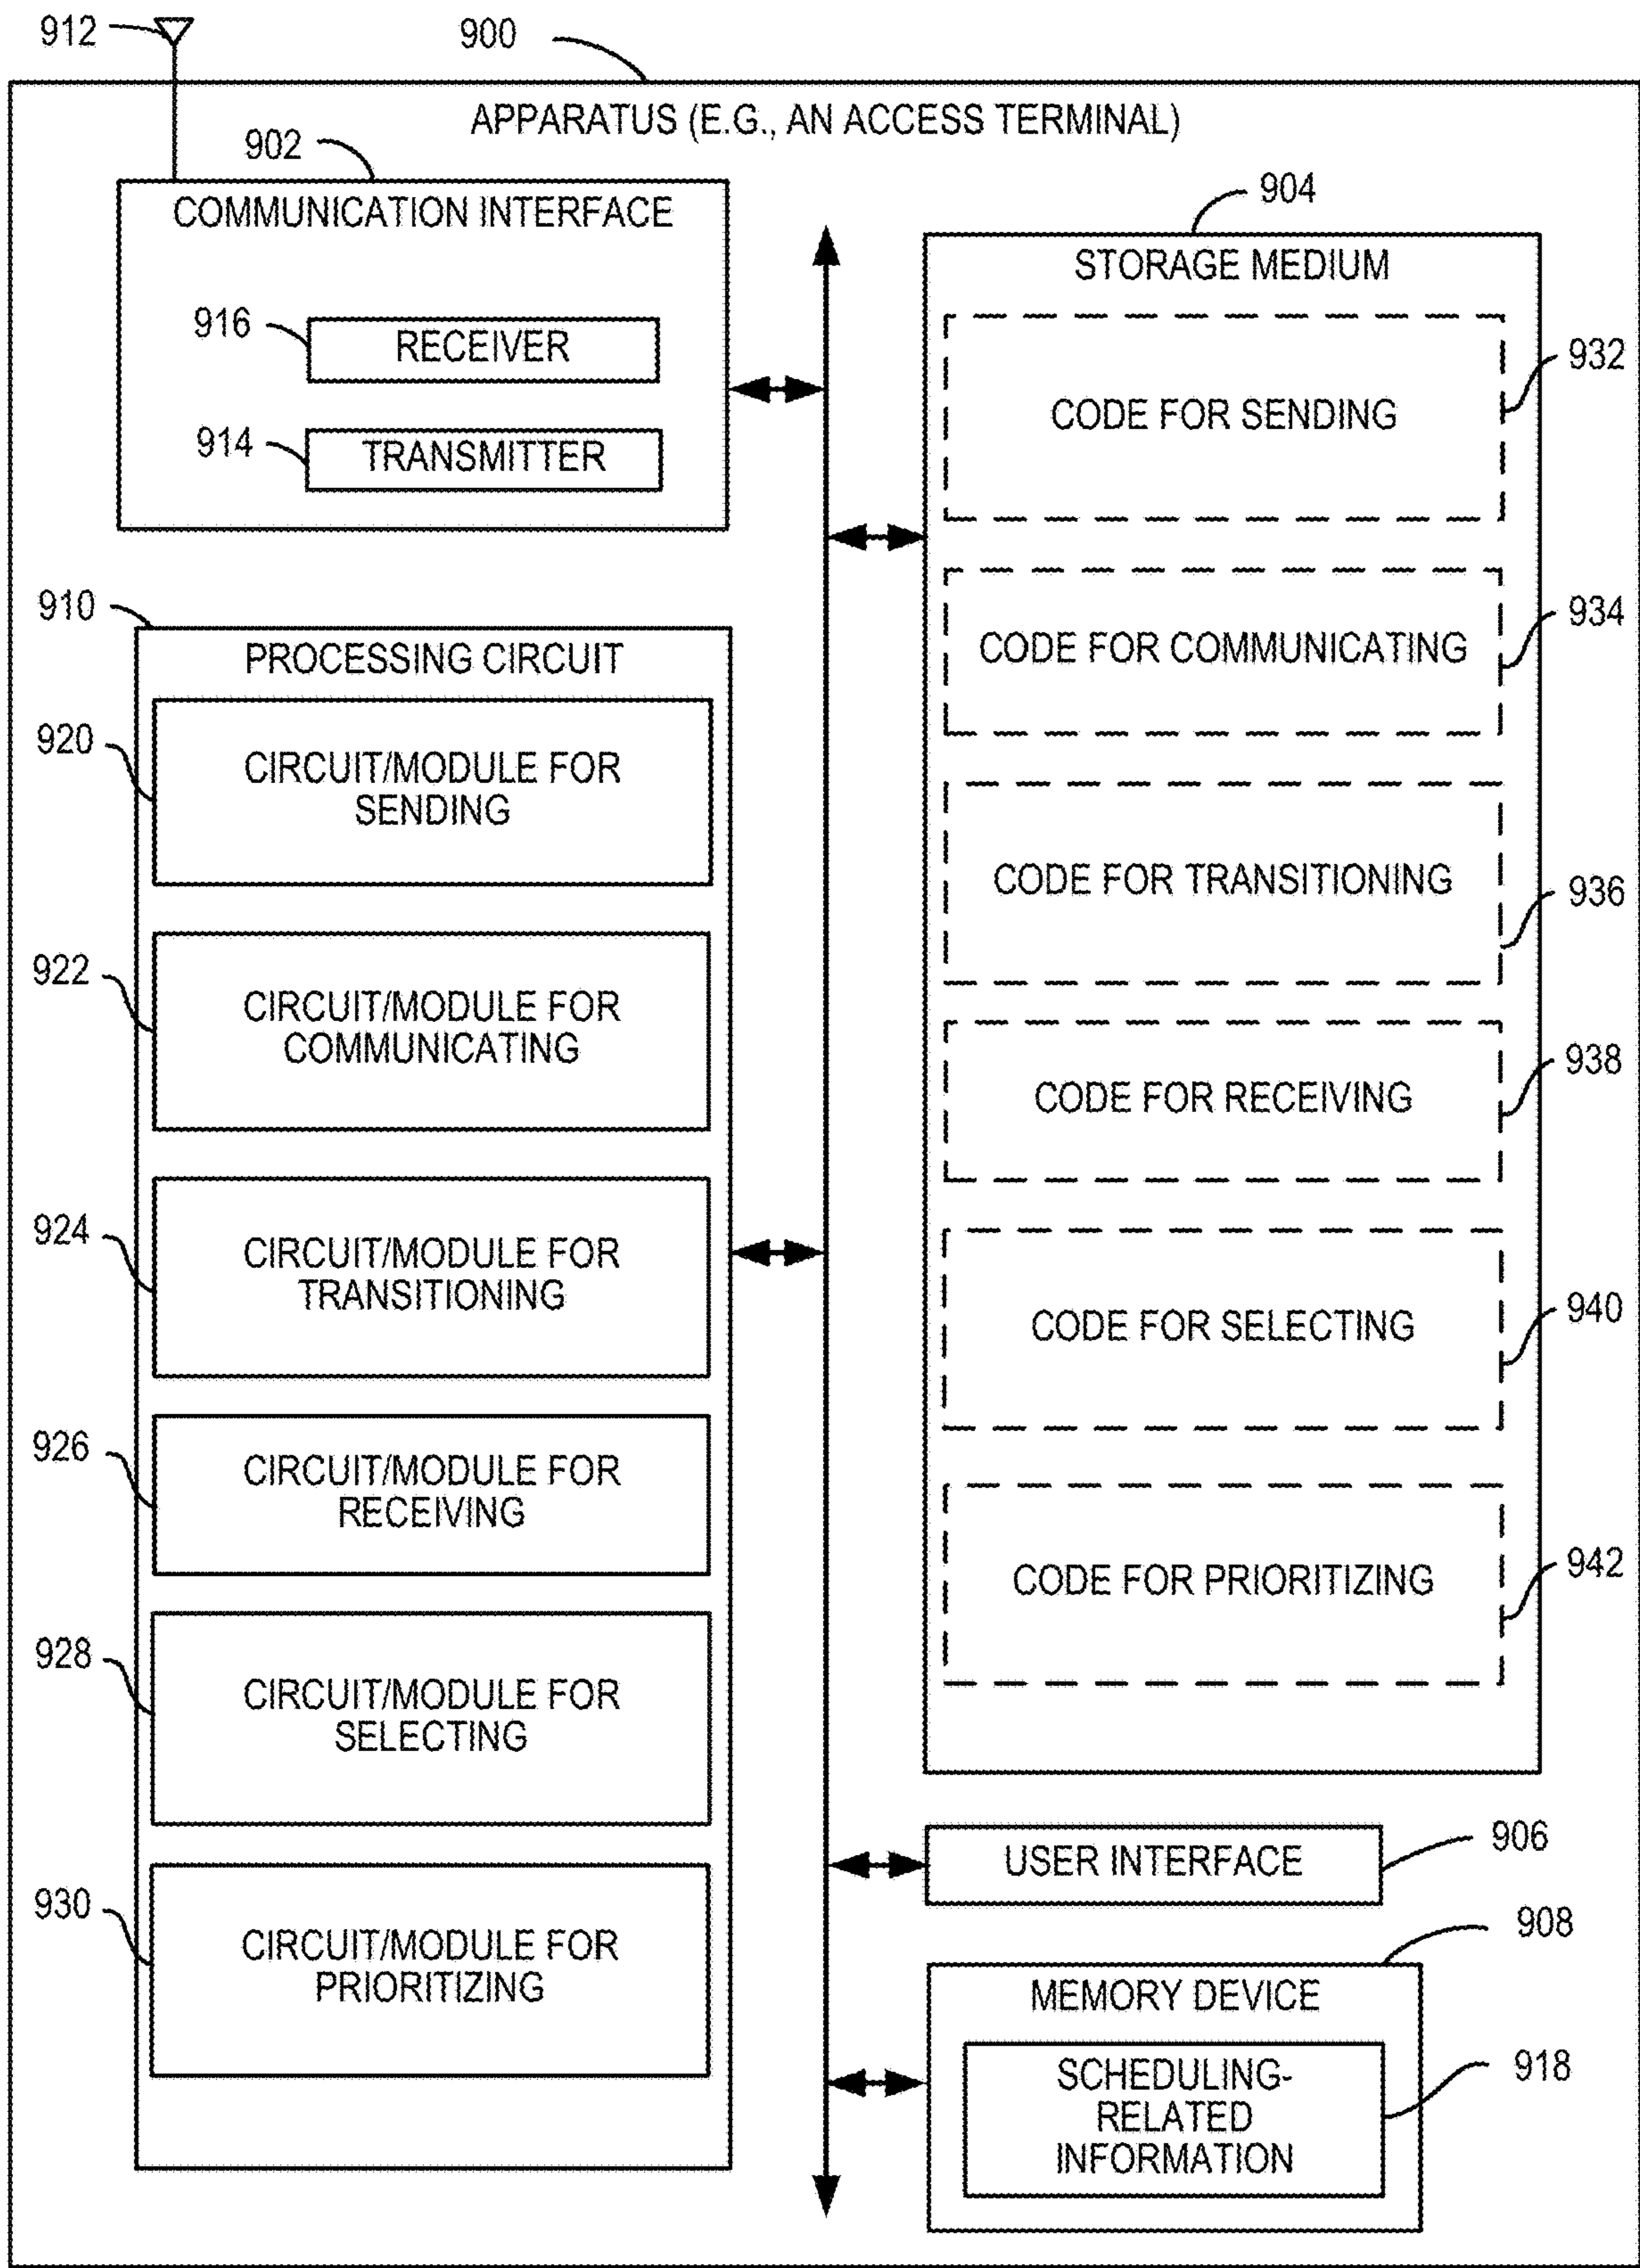 912
900
APPARATUS (E.G., AN ACCESS TERMINAL)
902
COMMUNICATION INTERFACE
916
RECEIVER
914
TRANSMITTER
910
PROCESSING CIRCUIT
920
CIRCUIT/MODULE FOR
SENDING
922
CIRCUIT/MODULE FOR
COMMUNICATING
924
CIRCUIT/MODULE FOR
TRANSITIONING
926
CIRCUIT/MODULE FOR
RECEIVING
928
CIRCUIT/MODULE FOR
SELECTING
930
CIRCUIT/MODULE FOR
PRIORITIZING
904
STORAGE MEDIUM
932
CODE FOR SENDING
934
CODE FOR COMMUNICATING
CODE FOR TRANSITIONING
936
938
CODE FOR RECEIVING
940
CODE FOR SELECTING
942
CODE FOR PRIORITIZING
906
USER INTERFACE
908
MEMORY DEVICE
918
SCHEDULING-
RELATED
INFORMATION